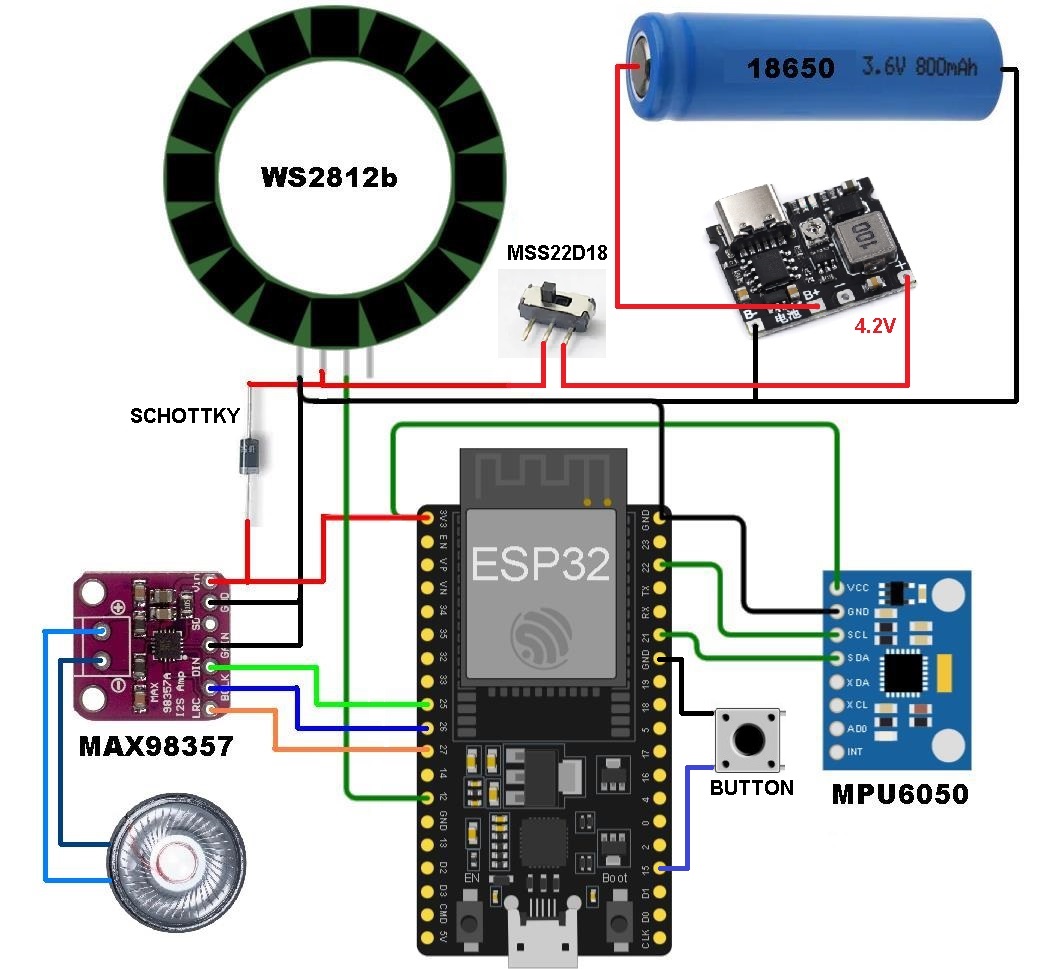 18650 3.6V 800mAh
WS2812b
MSS22D18
100
B+
-
+
B-
电池
4.2V
SCHOTTKY
ESP32
3V3
EN
VP
VN
34
35
32
33
25
26
27
14
12
GND
13
D2
D3
CMD
5V
GND
23
22
TX
RX
21
GND
19
18
5
17
16
4
0
2
15
D1
D0
CLK
EN
Boot
Vin
GND
SD
GAIN
DIN
BCLK
LRC
MAX
98357A
I2S Amp
MAX98357
VCC
GND
SCL
SDA
XDA
XCL
AD0
INT
BUTTON
MPU6050